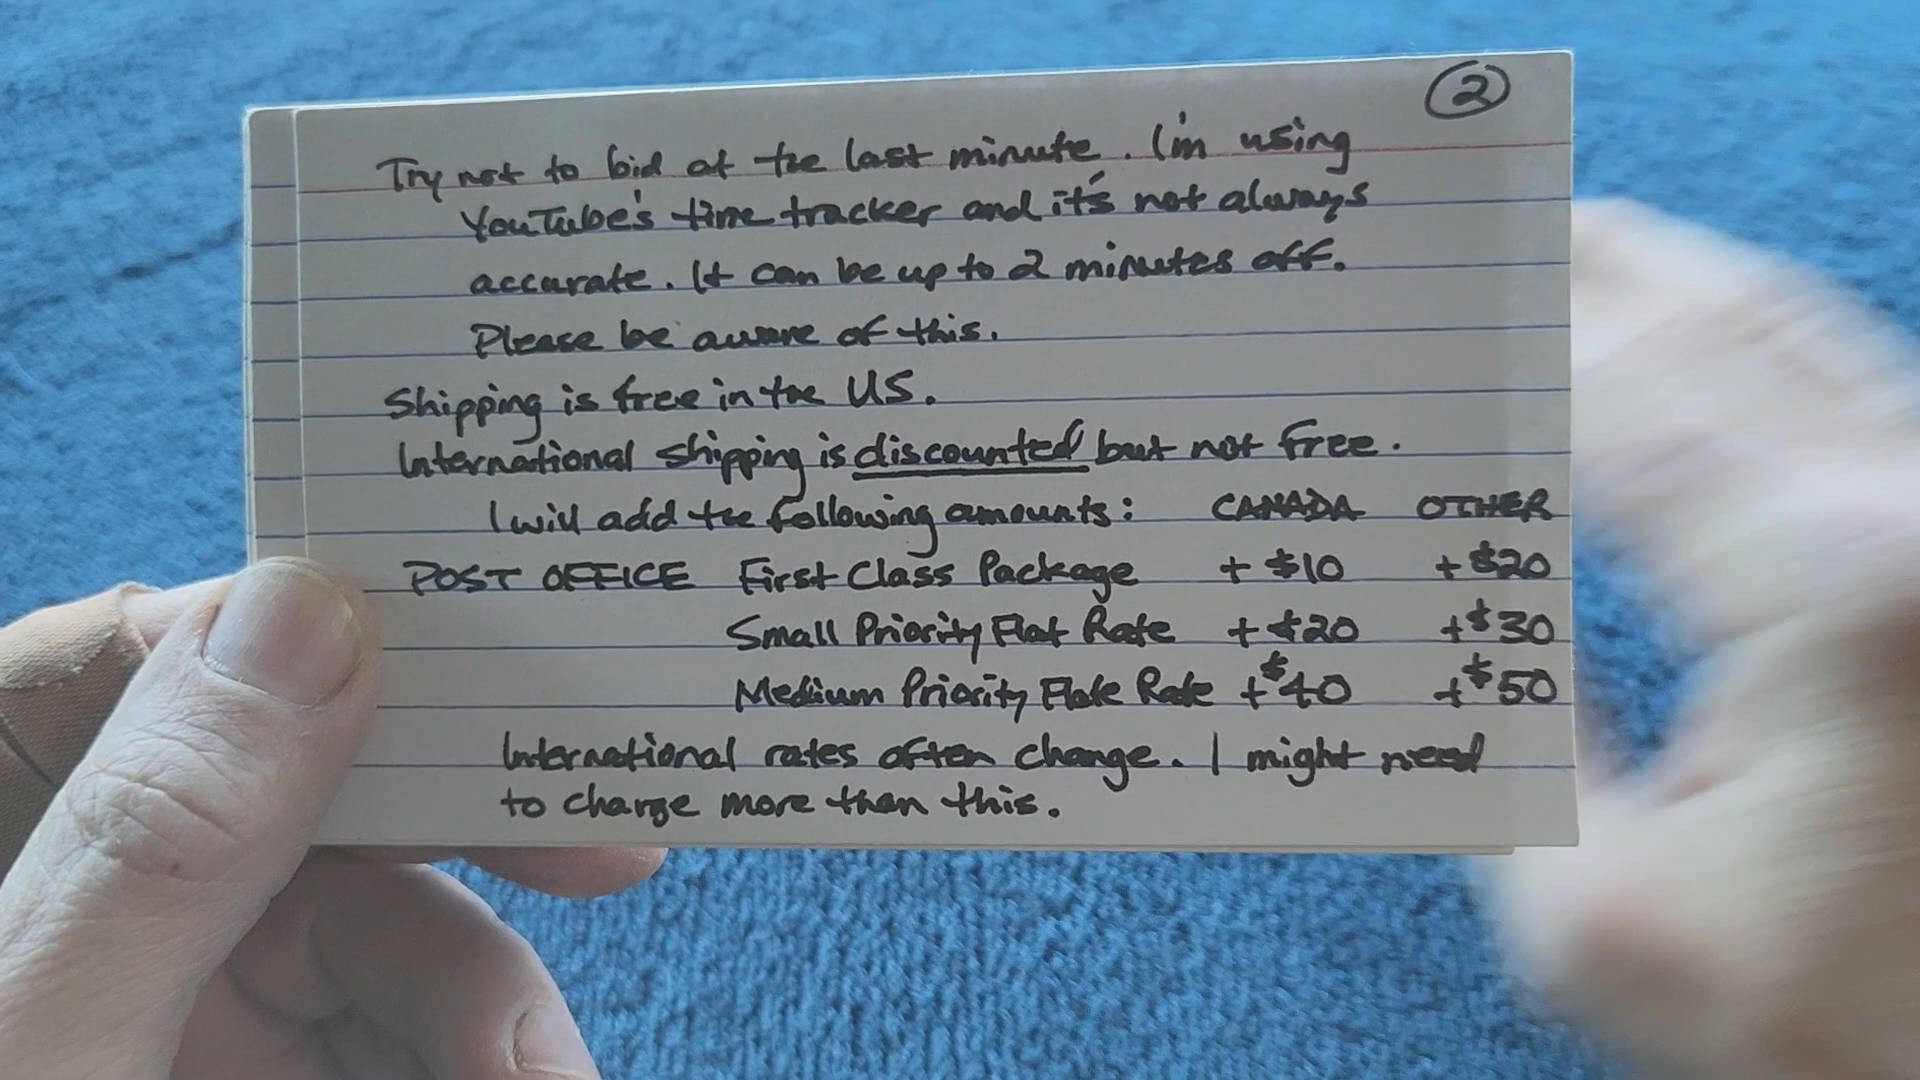 2
Try not to bid at the last minute. I'm using
YouTube's time tracker and it's not always
accurate. It can be up to 2 minutes off.
Please be aware of this.
Shipping is free in the US.
International shipping is discounted but not free.
I will add the following amounts: CANADA OTHER
POST OFFICE First Class Package + $10 + $20
Small Priority Flat Rate + $20 + $30
Medium Priority Flate Rate + $40 + $50
International rates often change. I might need
to charge more than this.